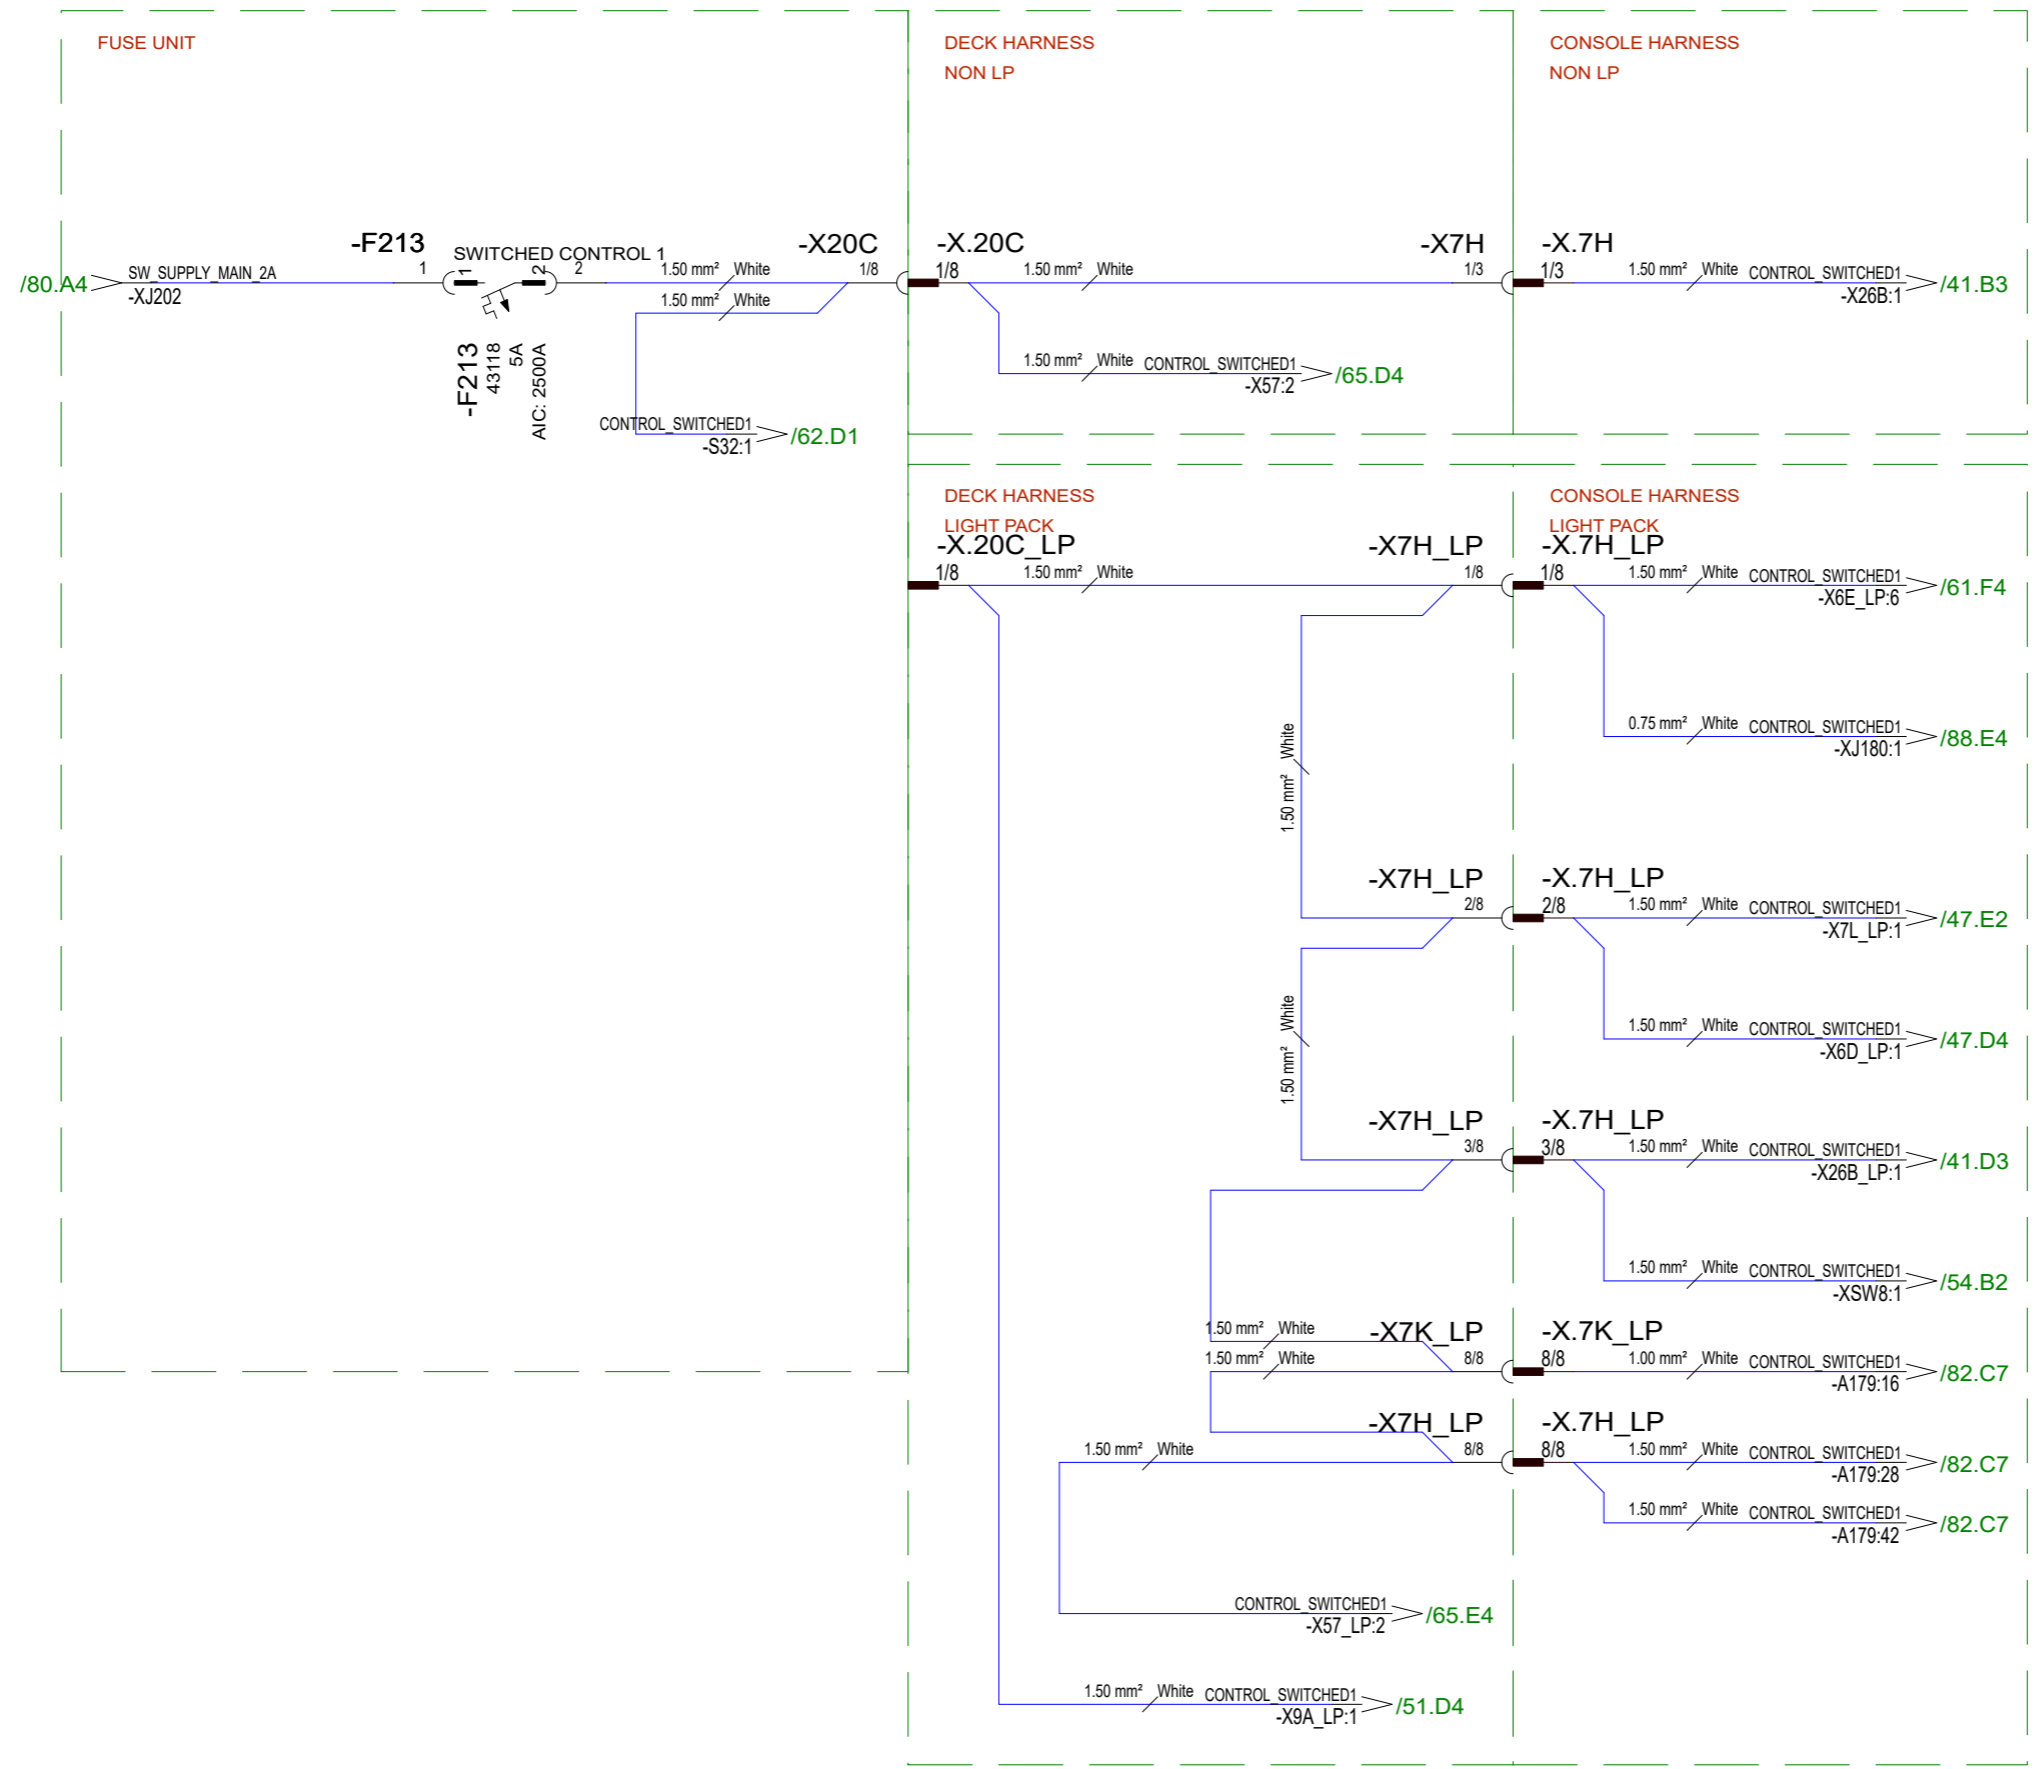 FUSE UNIT
DECK HARNESS
NON LP
CONSOLE HARNESS
NON LP
/80.A4
SW_SUPPLY_MAIN_2A
-XJ202
-F213
1
SWITCHED CONTROL 1
1
2
2
-F213
43118
5A
AIC: 2500A
1.50 mm² White
1.50 mm² White
-X20C
1/8
CONTROL_SWITCHED1
-S32:1
/62.D1
-X.20C
1/8
1.50 mm² White
-X7H
1/3
1.50 mm² White
CONTROL_SWITCHED1
-X57:2
/65.D4
-X.7H
1/3
1.50 mm² White
CONTROL_SWITCHED1
-X26B:1
/41.B3
DECK HARNESS
LIGHT PACK
CONSOLE HARNESS
LIGHT PACK
-X.20C_LP
1/8
1.50 mm² White
-X7H_LP
1/8
-X.7H_LP
1/8
1.50 mm² White
CONTROL_SWITCHED1
-X6E_LP:6
/61.F4
0.75 mm² White
CONTROL_SWITCHED1
-XJ180:1
/88.E4
1.50 mm² White
-X7H_LP
2/8
-X.7H_LP
2/8
1.50 mm² White
CONTROL_SWITCHED1
-X7L_LP:1
/47.E2
1.50 mm² White
CONTROL_SWITCHED1
-X6D_LP:1
/47.D4
1.50 mm² White
-X7H_LP
3/8
-X.7H_LP
3/8
1.50 mm² White
CONTROL_SWITCHED1
-X26B_LP:1
/41.D3
1.50 mm² White
CONTROL_SWITCHED1
-XSW8:1
/54.B2
1.50 mm² White
1.50 mm² White
-X7K_LP
8/8
-X.7K_LP
8/8
1.00 mm² White
CONTROL_SWITCHED1
-A179:16
/82.C7
1.50 mm² White
-X7H_LP
8/8
-X.7H_LP
8/8
1.50 mm² White
CONTROL_SWITCHED1
-A179:28
/82.C7
1.50 mm² White
CONTROL_SWITCHED1
-A179:42
/82.C7
CONTROL_SWITCHED1
-X57_LP:2
/65.E4
1.50 mm² White
CONTROL_SWITCHED1
-X9A_LP:1
/51.D4